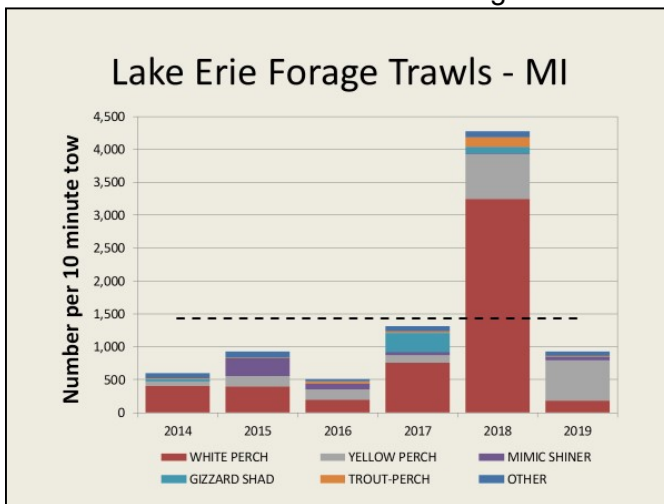 Lake Erie Forage Trawls - MI
Number per 10 minute tow
4,500
4,000
3,500
3,000
2,500
2,000
1,500
1,000
500
0
2014 2015 2016 2017 2018 2019
WHITE PERCH YELLOW PERCH MIMIC SHINER
GIZZARD SHAD TROUT-PERCH OTHER